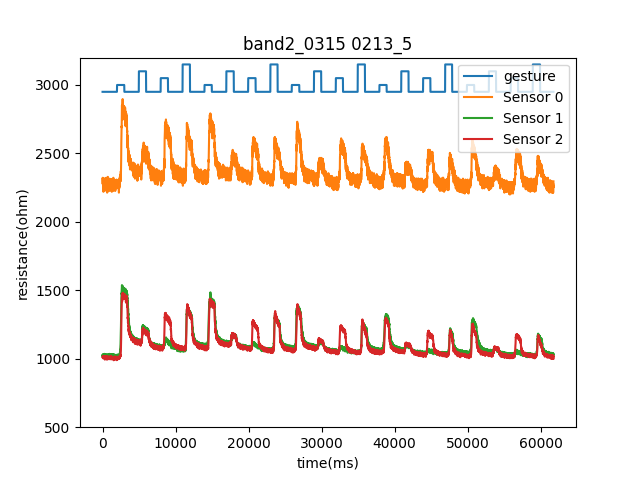 band2_0315 0213_5
3000
2500
2000
1500
1000
500
resistance(ohm)
gesture
Sensor 0
Sensor 1
Sensor 2
0
10000
20000
30000
40000
50000
60000
time(ms)